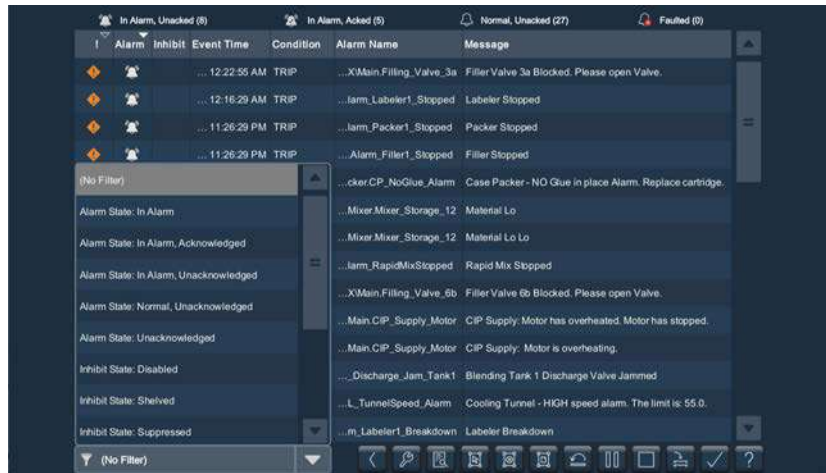 In Alarm, Unacked (8) In Alarm, Acked (5) Normal, Unacked (27) Faulted (0)
! Alarm Inhibit Event Time Condition Alarm Name Message
... 12:22:55 AM TRIP ...X\Main.Filling_Valve_3a Filler Valve 3a Blocked. Please open Valve.
... 12:16:29 AM TRIP ...larm_Labeler1_Stopped Labeler Stopped
... 11:26:29 PM TRIP ...larm_Packer1_Stopped Packer Stopped
... 11:26:29 PM TRIP ...Alarm_Filler1_Stopped Filler Stopped
(No Filter) ...cker.CP_NoGlue_Alarm Case Packer - NO Glue in place Alarm. Replace cartridge.
Alarm State: In Alarm ...Mixer.Mixer_Storage_12 Material Lo
Alarm State: In Alarm, Acknowledged ...Mixer.Mixer_Storage_12 Material Lo Lo
Alarm State: In Alarm, Unacknowledged ...larm_RapidMixStopped Rapid Mix Stopped
Alarm State: Normal, Unacknowledged ...X\Main.Filling_Valve_6b Filler Valve 6b Blocked. Please open Valve.
Alarm State: Unacknowledged ...Main.CIP_Supply_Motor CIP Supply: Motor has overheated. Motor has stopped.
...Main.CIP_Supply_Motor CIP Supply: Motor is overheating.
Inhibit State: Disabled ..._Discharge_Jam_Tank1 Blending Tank 1 Discharge Valve Jammed
Inhibit State: Shelved ...L_TunnelSpeed_Alarm Cooling Tunnel - HIGH speed alarm. The limit is: 55.0.
Inhibit State: Suppressed ...m_Labeler1_Breakdown Labeler Breakdown
(No Filter) ?